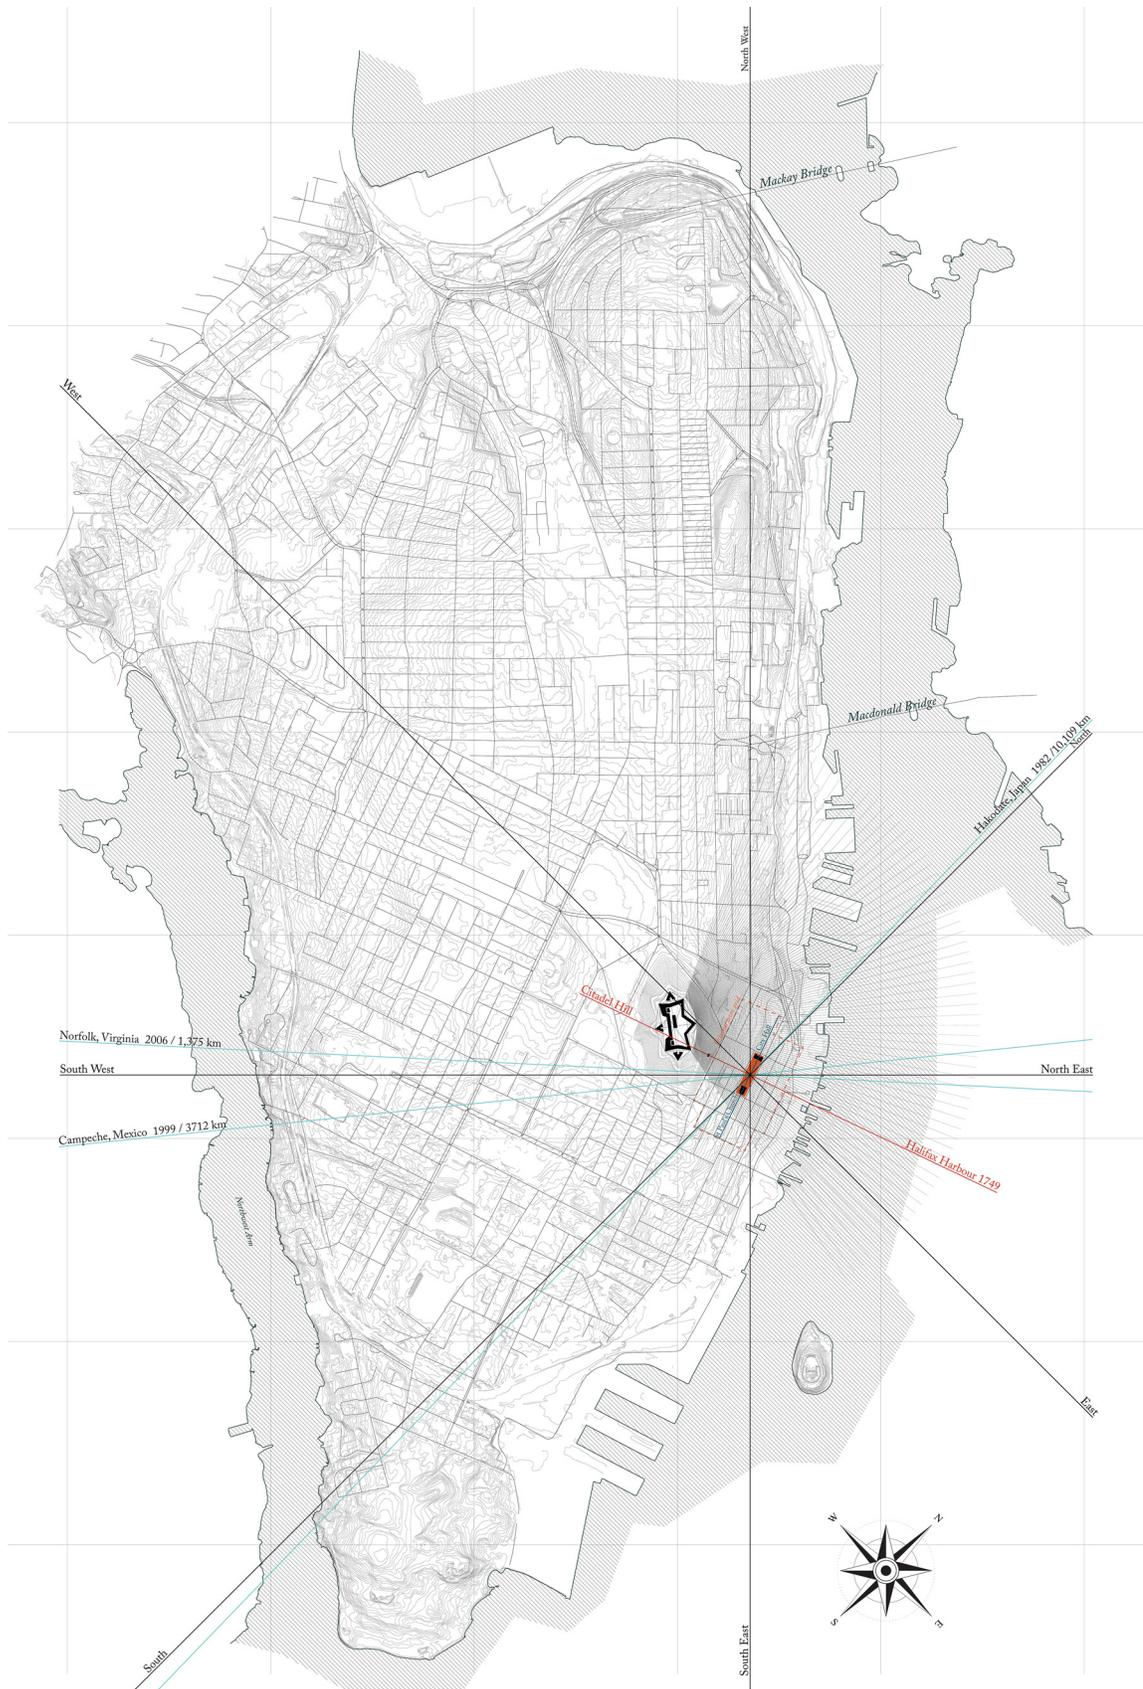 North West
Mackay Bridge
West
Macdonald Bridge
Hakodate, Japan 1982 /10,109 km
North
Citadel Hill
City Hall
Norfolk, Virginia 2006 / 1,375 km
South West
North East
Campeche, Mexico 1999 / 3712 km
Halifax Harbour 1749
Northwest Arm
East
W
N
S
E
South
South East